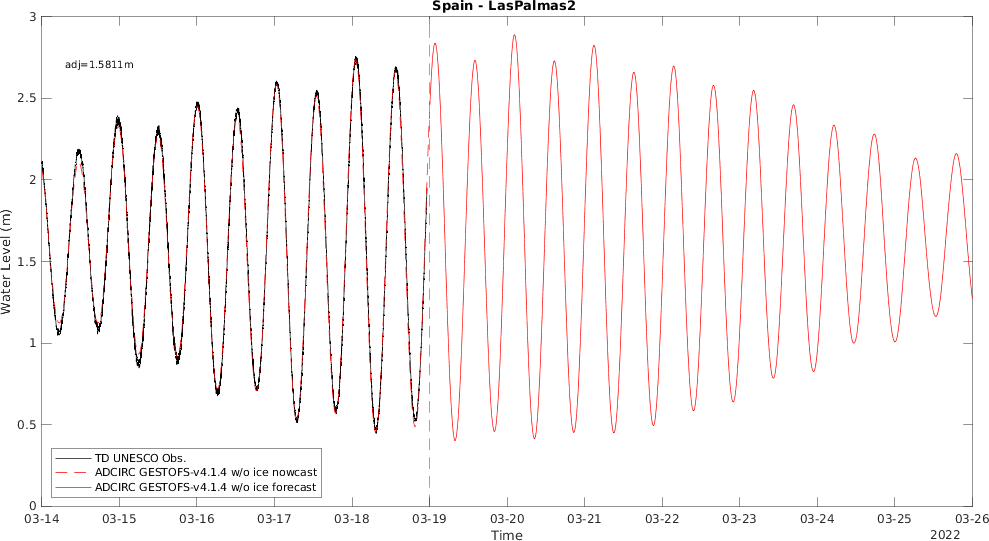 Spain - LasPalmas2
adj=1.5811m
Water Level (m)
3
2.5
2
1.5
1
0.5
0
TD UNESCO Obs.
ADCIRC GESTOFS-v4.1.4 w/o ice nowcast
ADCIRC GESTOFS-v4.1.4 w/o ice forecast
03-14 03-15 03-16 03-17 03-18 03-19 03-20 03-21 03-22 03-23 03-24 03-25 03-26
Time
2022